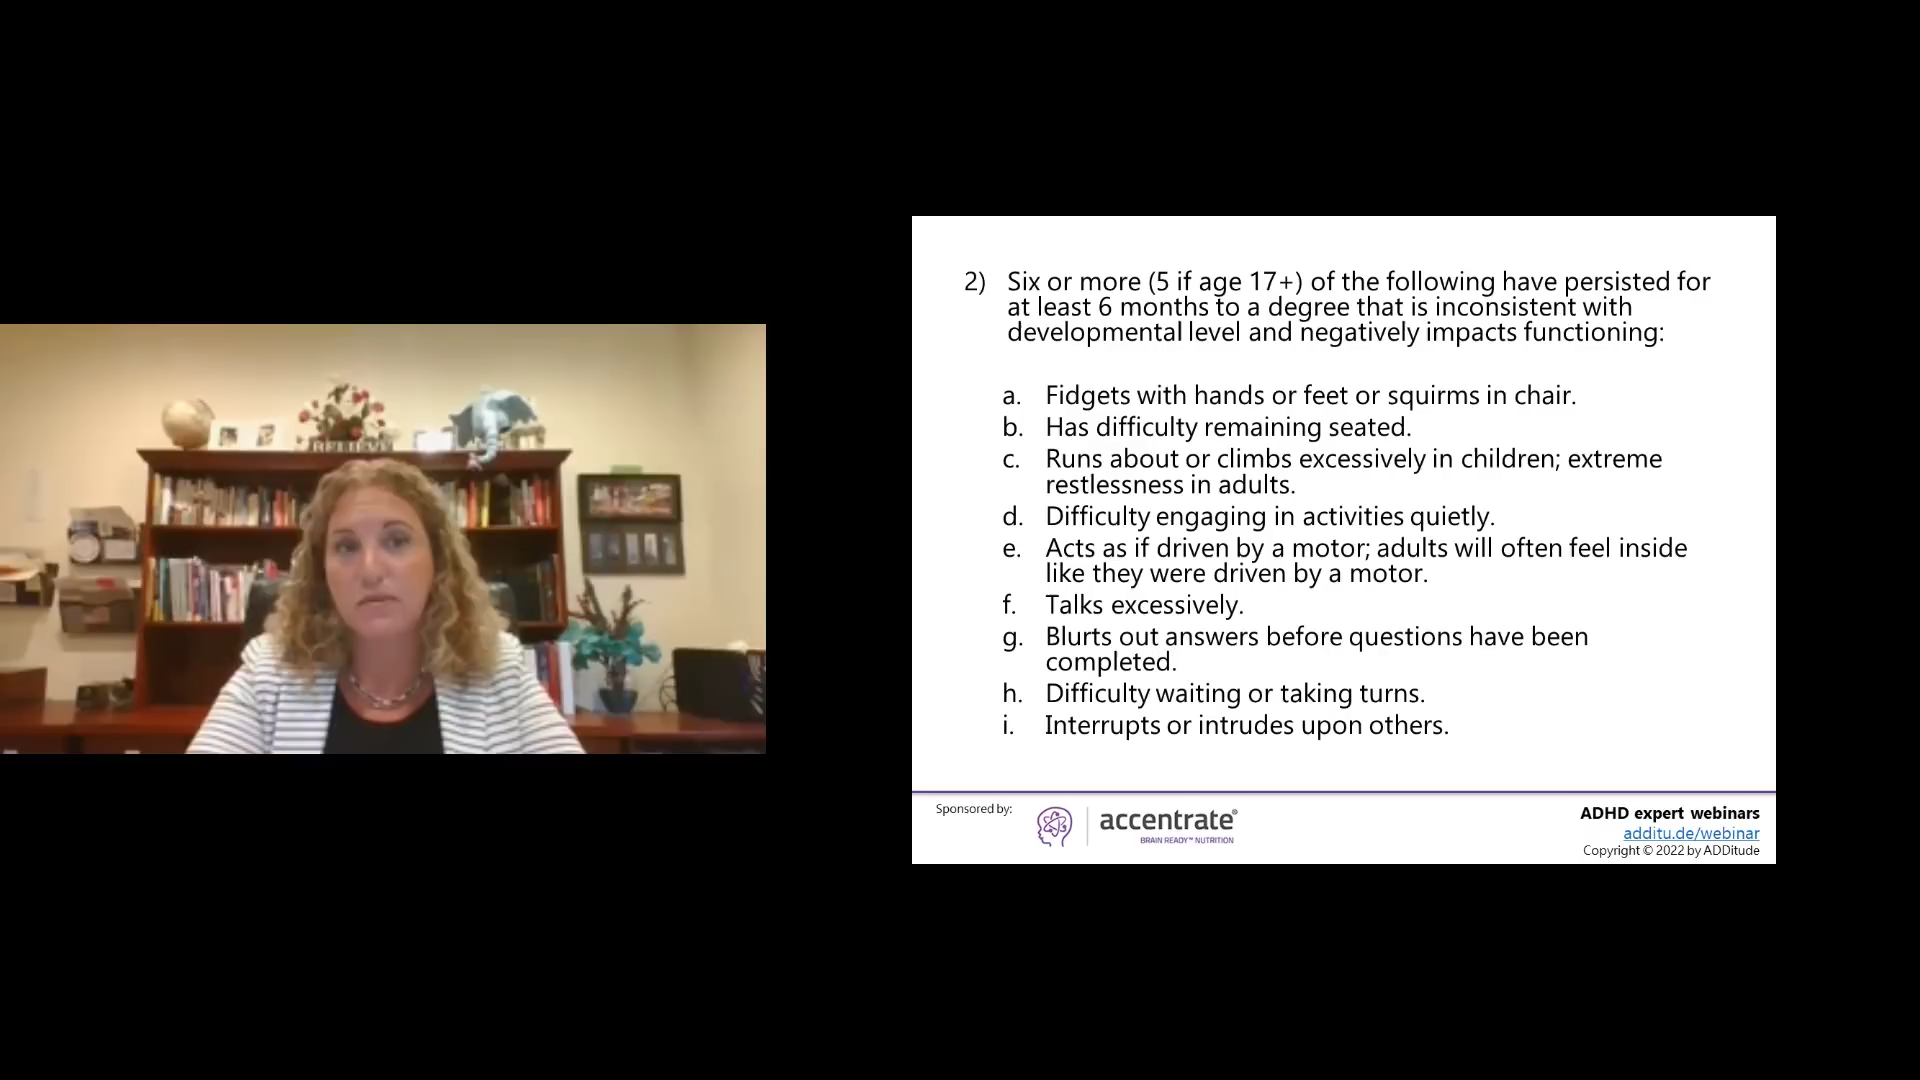 BELIEVE
2) Six or more (5 if age 17+) of the following have persisted for
at least 6 months to a degree that is inconsistent with
developmental level and negatively impacts functioning:
a. Fidgets with hands or feet or squirms in chair.
b. Has difficulty remaining seated.
c. Runs about or climbs excessively in children; extreme
restlessness in adults.
d. Difficulty engaging in activities quietly.
e. Acts as if driven by a motor; adults will often feel inside
like they were driven by a motor.
f. Talks excessively.
g. Blurts out answers before questions have been
completed.
h. Difficulty waiting or taking turns.
i. Interrupts or intrudes upon others.
Sponsored by:
accentrate®
BRAIN READY™ NUTRITION
ADHD expert webinars
additu.de/webinar
Copyright © 2022 by ADDitude